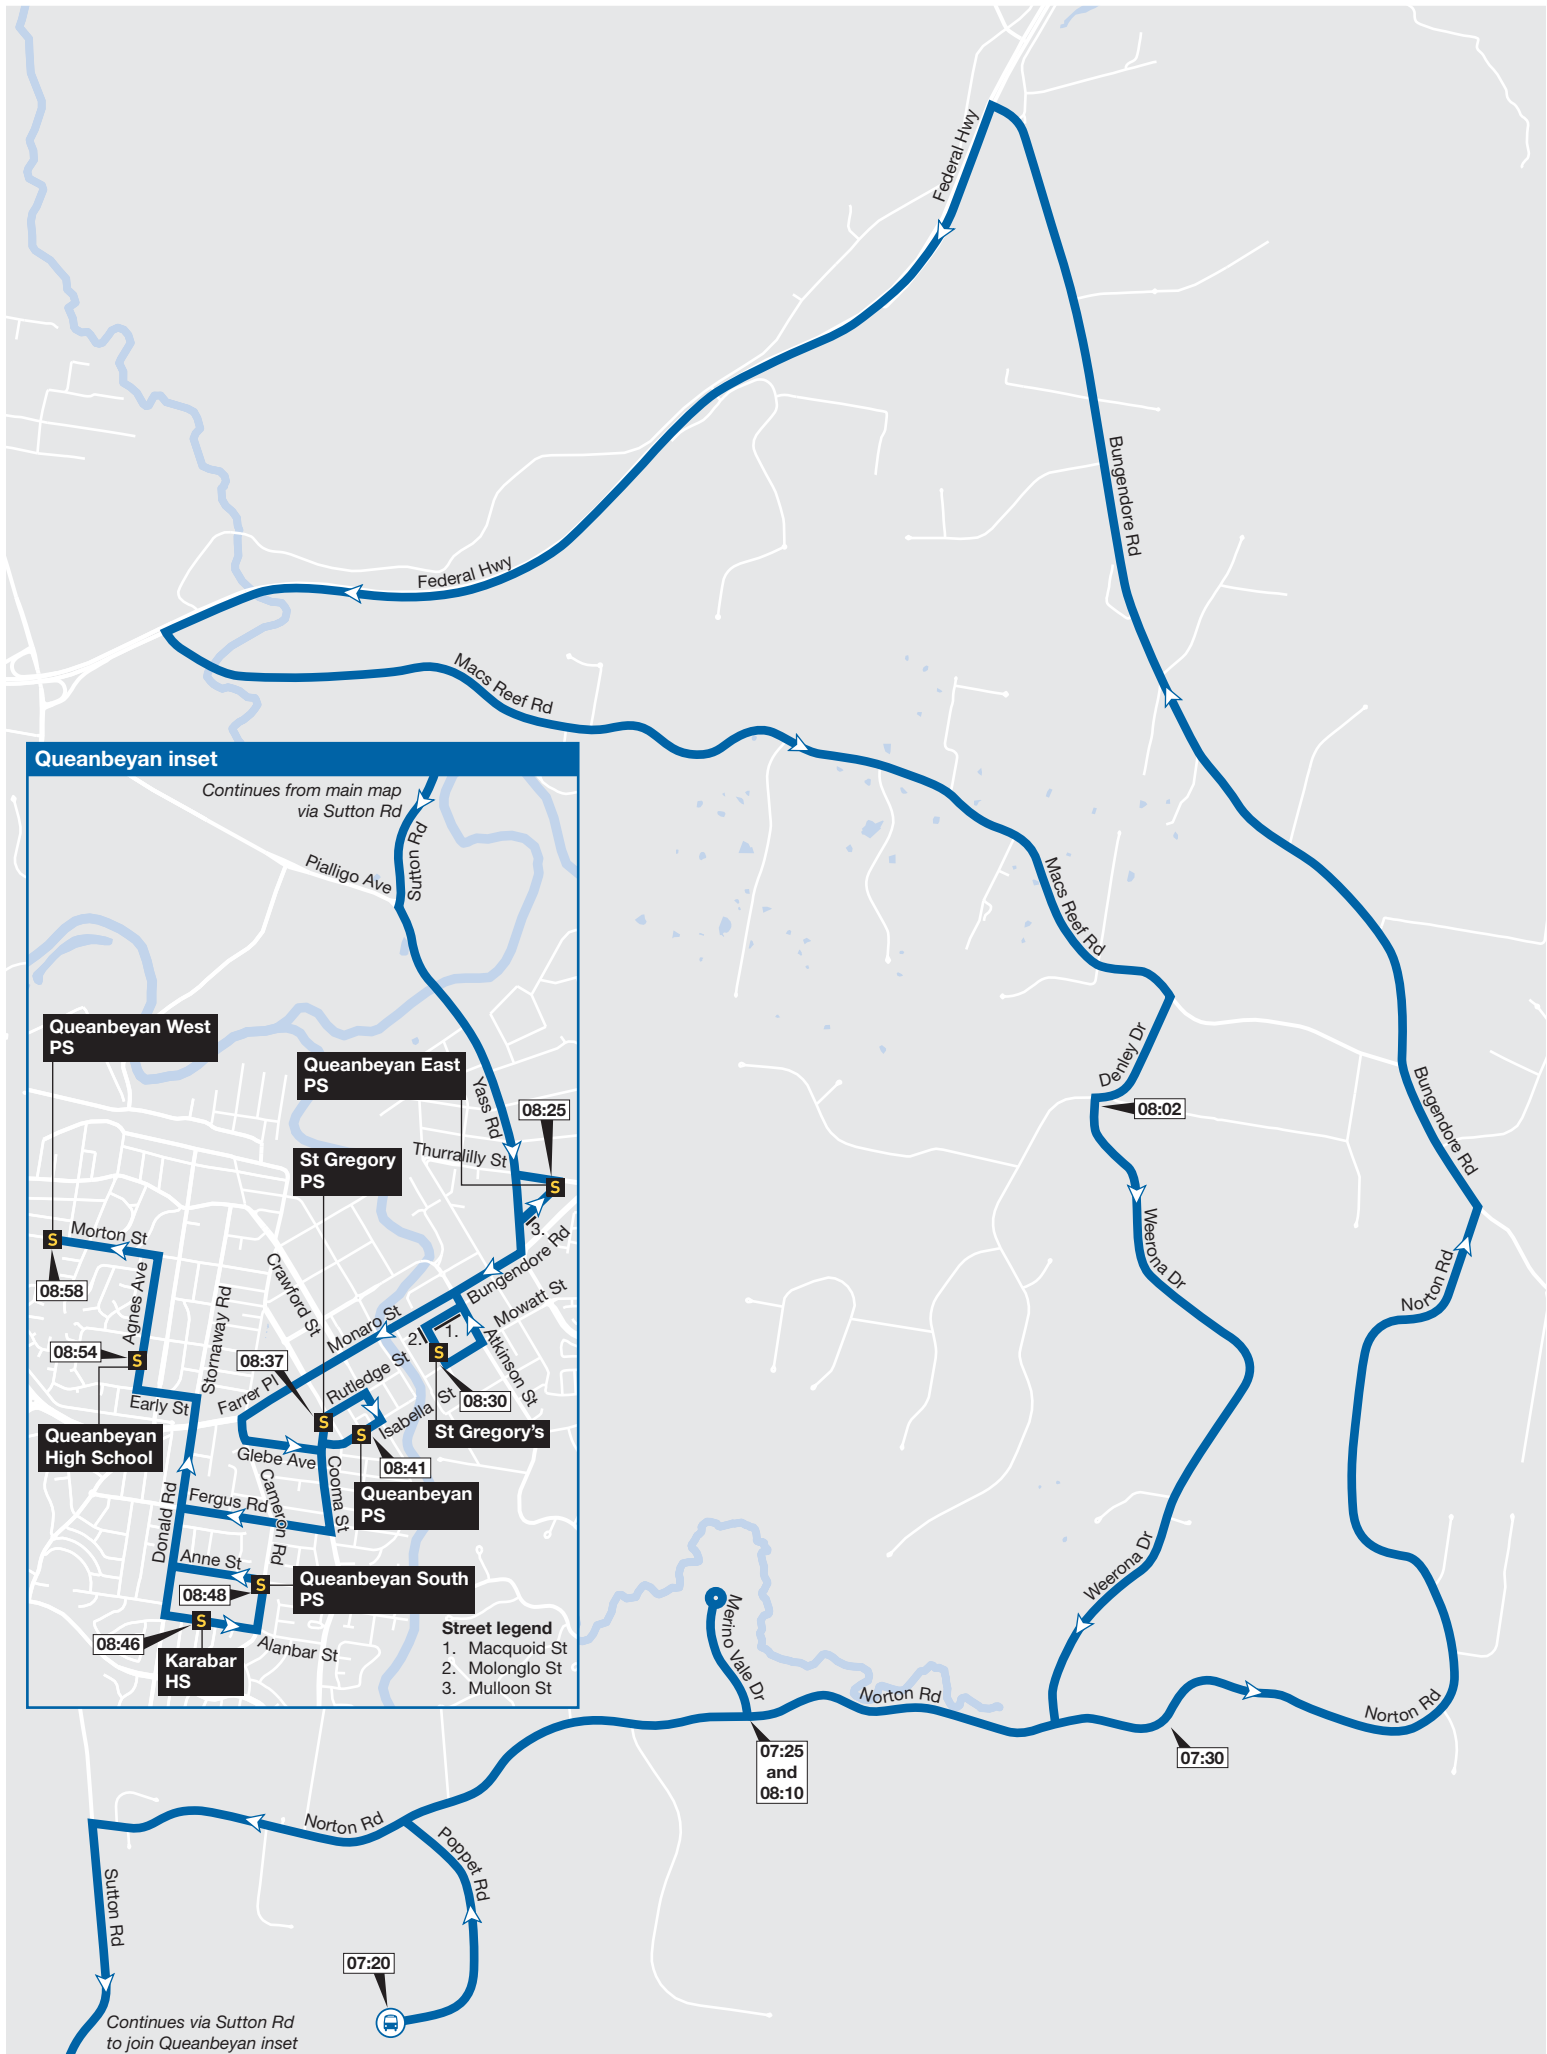 Federal Hwy
Bungendore Rd
Federal Hwy
Macs Reef Rd
Queanbeyan inset
Continues from main map
via Sutton Rd
Sutton Rd
Pialligo Ave
Macs Reef Rd
Queanbeyan West
PS
Queanbeyan East
PS
Denley Dr
Yass Rd
08:25
08:02
Bungendore Rd
Thurralilly St
St Gregory
PS
S
3.
Weerona Dr
Morton St
S
Bungendore Rd
Norton Rd
08:58
Agnes Ave
Crawford St
Stornaway Rd
Mowatt St
Monaro St
2.
1.
Atkinson St
08:54
S
08:37
Rutledge St
S
Farrer Pl
08:30
Early St
S
Isabella St
S
St Gregory's
Queanbeyan
High School
Glebe Ave
08:41
Cooma St
Cameron Rd
Queanbeyan
PS
Fergus Rd
Donald Rd
Anne St
Weerona Dr
Queanbeyan South
PS
S
08:48
Merino Vale Dr
S
08:46
Alanbar St
Karabar
HS
Street legend
1. Macquoid St
2. Molonglo St
3. Mulloon St
Norton Rd
Norton Rd
07:25
and
08:10
07:30
Norton Rd
Poppet Rd
Sutton Rd
07:20
Continues via Sutton Rd
to join Queanbeyan inset